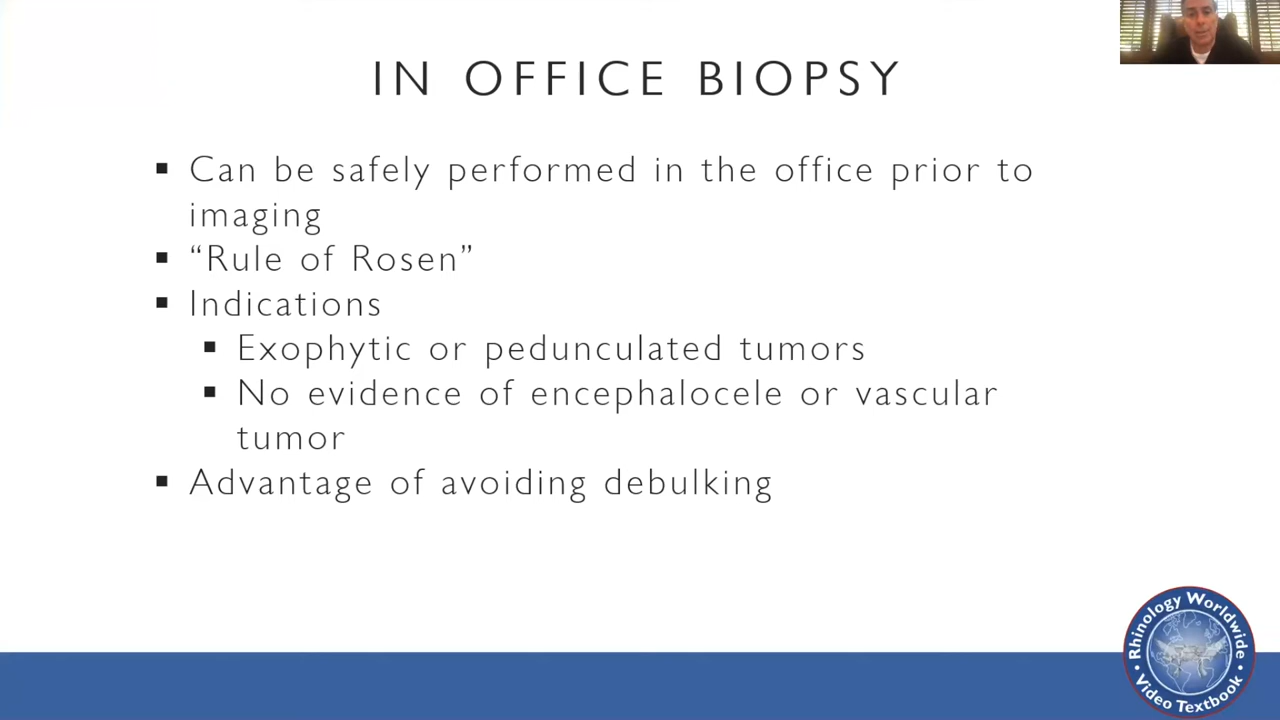 IN OFFICE BIOPSY
▪ Can be safely performed in the office prior to
imaging
▪ “Rule of Rosen”
▪ Indications
▪ Exophytic or pedunculated tumors
▪ No evidence of encephalocele or vascular
tumor
▪ Advantage of avoiding debulking
Rhinology Worldwide
• Video Textbook •